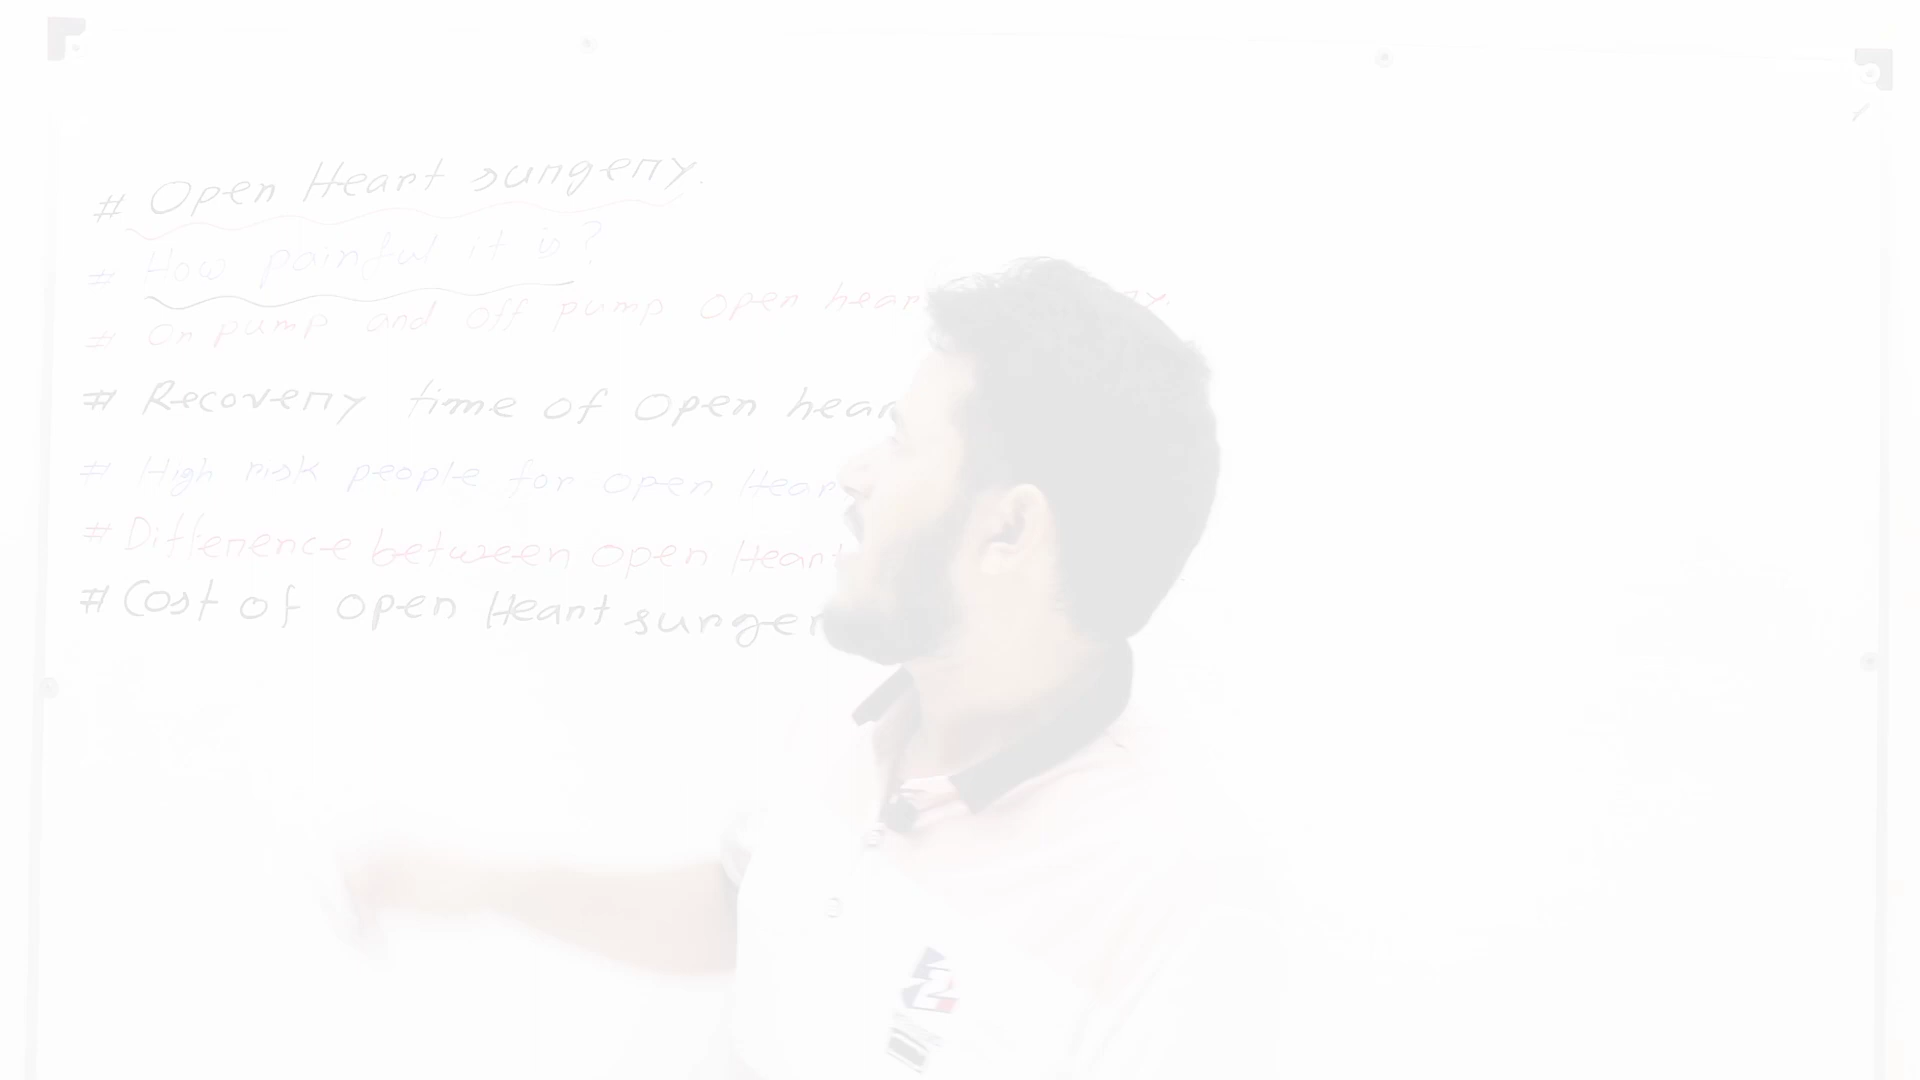 # Open Heart surgery.
# How painful it is?
# On pump and off pump open hear
# Recovery time of open hear
# High risk people for open Hear
# Difference between open Heart
# Cost of open Heart surger